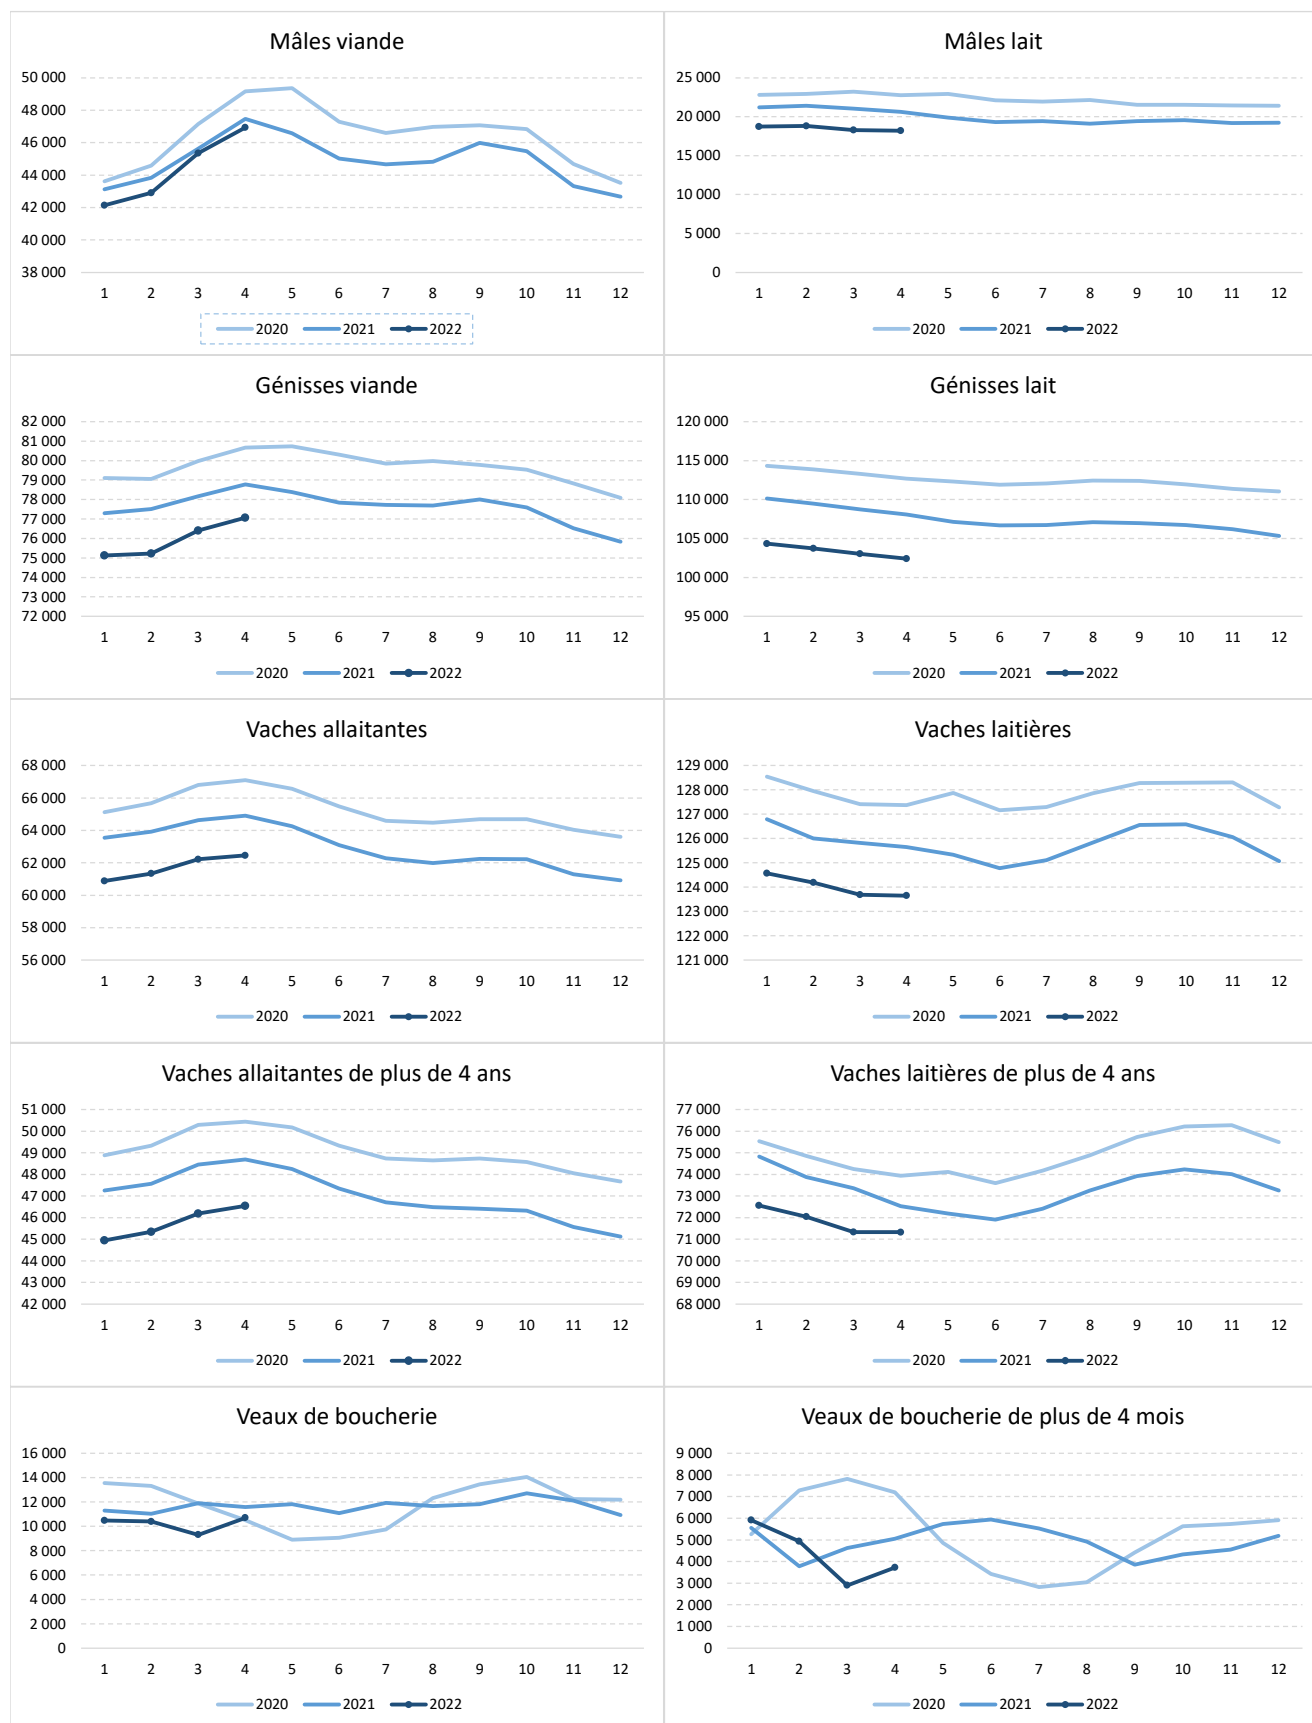 Mâles viande
50 000
48 000
46 000
44 000
42 000
40 000
38 000
1 2 3 4 5 6 7 8 9 10 11 12
2020 2021 2022
Mâles lait
25 000
20 000
15 000
10 000
5 000
0
1 2 3 4 5 6 7 8 9 10 11 12
2020 2021 2022
Génisses viande
82 000
81 000
80 000
79 000
78 000
77 000
76 000
75 000
74 000
73 000
72 000
1 2 3 4 5 6 7 8 9 10 11 12
2020 2021 2022
Génisses lait
120 000
115 000
110 000
105 000
100 000
95 000
1 2 3 4 5 6 7 8 9 10 11 12
2020 2021 2022
Vaches allaitantes
68 000
66 000
64 000
62 000
60 000
58 000
56 000
1 2 3 4 5 6 7 8 9 10 11 12
2020 2021 2022
Vaches laitières
129 000
128 000
127 000
126 000
125 000
124 000
123 000
122 000
121 000
1 2 3 4 5 6 7 8 9 10 11 12
2020 2021 2022
Vaches allaitantes de plus de 4 ans
51 000
50 000
49 000
48 000
47 000
46 000
45 000
44 000
43 000
42 000
1 2 3 4 5 6 7 8 9 10 11 12
2020 2021 2022
Vaches laitières de plus de 4 ans
77 000
76 000
75 000
74 000
73 000
72 000
71 000
70 000
69 000
68 000
1 2 3 4 5 6 7 8 9 10 11 12
2020 2021 2022
Veaux de boucherie
16 000
14 000
12 000
10 000
8 000
6 000
4 000
2 000
0
1 2 3 4 5 6 7 8 9 10 11 12
2020 2021 2022
Veaux de boucherie de plus de 4 mois
9 000
8 000
7 000
6 000
5 000
4 000
3 000
2 000
1 000
0
1 2 3 4 5 6 7 8 9 10 11 12
2020 2021 2022